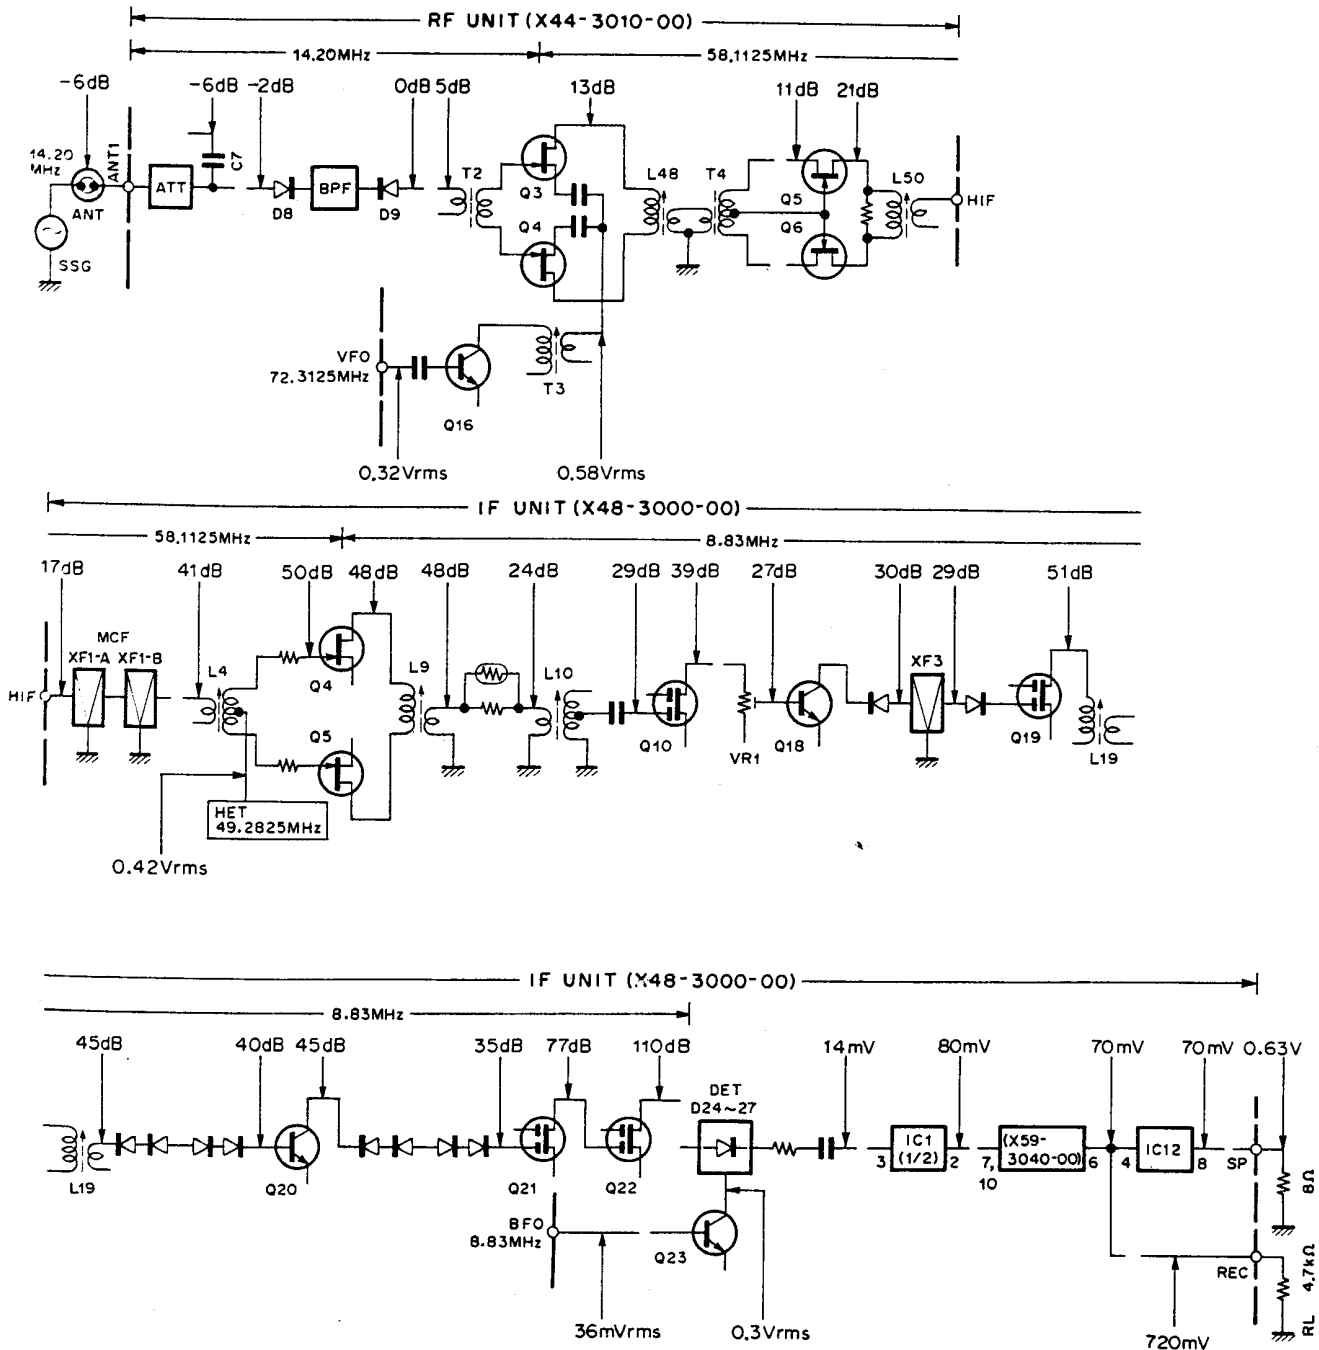 RF UNIT (X44-3010-00)
14.20MHz
58.1125MHz
-6dB
-6dB
-2dB
0dB
5dB
13dB
11dB
21dB
14.20
MHz
ANT1
ANT
SSG
ATT
C7
D8
BPF
D9
T2
Q3
Q4
L48
T4
Q5
Q6
L50
HIF
VFO
72.3125MHz
Q16
T3
0.32Vrms
0.58Vrms
IF UNIT (X48-3000-00)
58.1125MHz
8.83MHz
17dB
41dB
50dB
48dB
48dB
24dB
29dB
39dB
27dB
30dB
29dB
51dB
MCF
XF1-A
XF1-B
HIF
L4
Q4
Q5
L9
L10
Q10
VR1
Q18
XF3
Q19
L19
HET
49.2825MHz
0.42Vrms
IF UNIT (X48-3000-00)
8.83MHz
45dB
40dB
45dB
35dB
77dB
110dB
14mV
80mV
70mV
70mV
0.63V
DET
D24~27
L19
Q20
Q21
Q22
3
IC1
(1/2)
2
7,
10
(X59-
3040-00)
6
4
IC12
8
SP
8Ω
BFO
8.83MHz
Q23
REC
RL 4.7kΩ
36mVrms
0.3Vrms
720mV